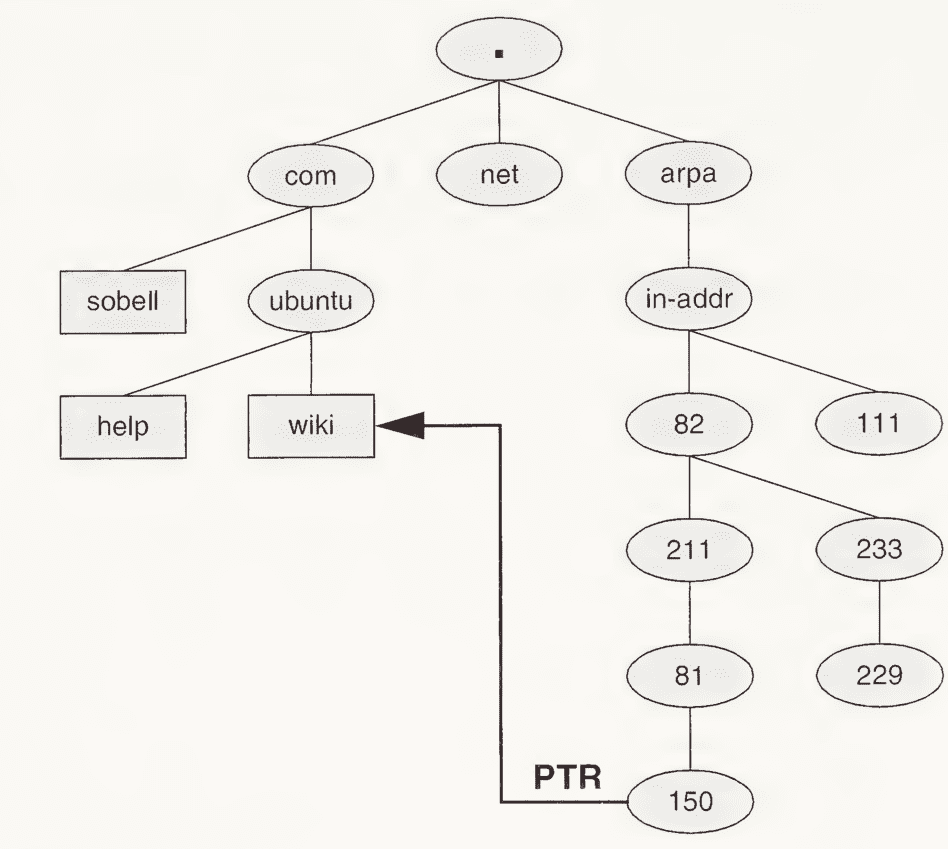 .
com
net
arpa
sobell
ubuntu
in-addr
help
wiki
82
111
211
233
81
229
PTR
150